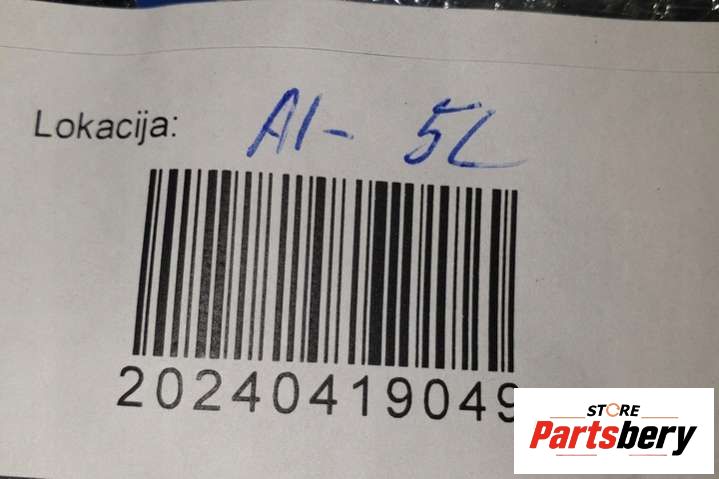 Lokacija: A1- 5L
20240419049
STORE
Partsbery